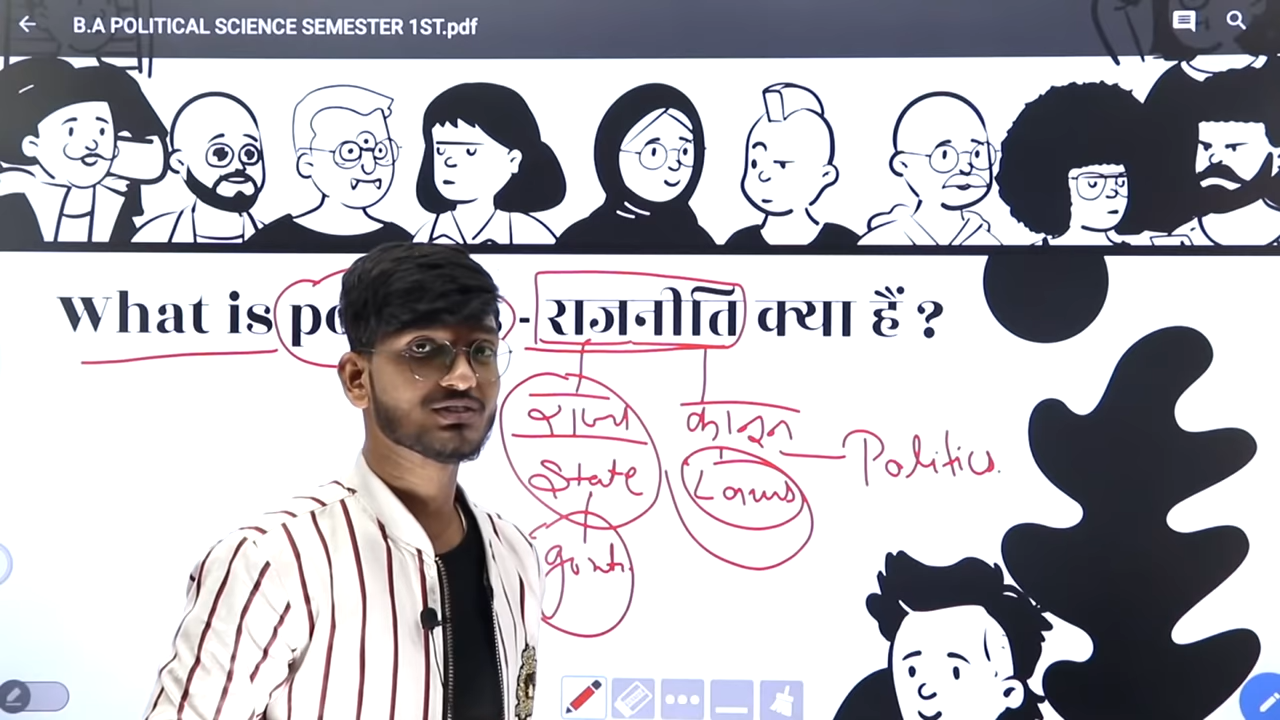 B.A POLITICAL SCIENCE SEMESTER 1ST.pdf
What is - राजनीति क्या हैं ?
राज्य कानून
State Laws Politics
govt.